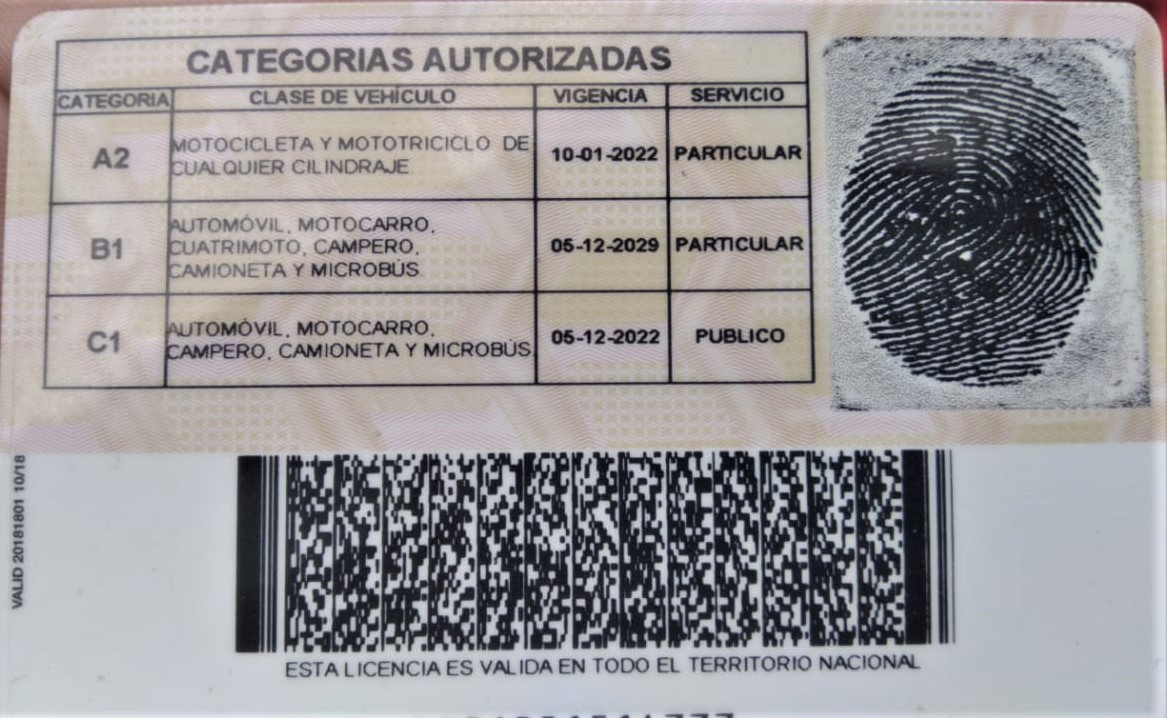 CATEGORIAS AUTORIZADAS
CATEGORIA CLASE DE VEHÍCULO VIGENCIA SERVICIO
A2 MOTOCICLETA Y MOTOTRICICLO DE CUALQUIER CILINDRAJE 10-01-2022 PARTICULAR
B1 AUTOMÓVIL, MOTOCARRO, CUATRIMOTO, CAMPERO, CAMIONETA Y MICROBÚS 05-12-2029 PARTICULAR
C1 AUTOMÓVIL, MOTOCARRO, CAMPERO, CAMIONETA Y MICROBÚS 05-12-2022 PUBLICO
VALID 20181801 10/18
ESTA LICENCIA ES VALIDA EN TODO EL TERRITORIO NACIONAL